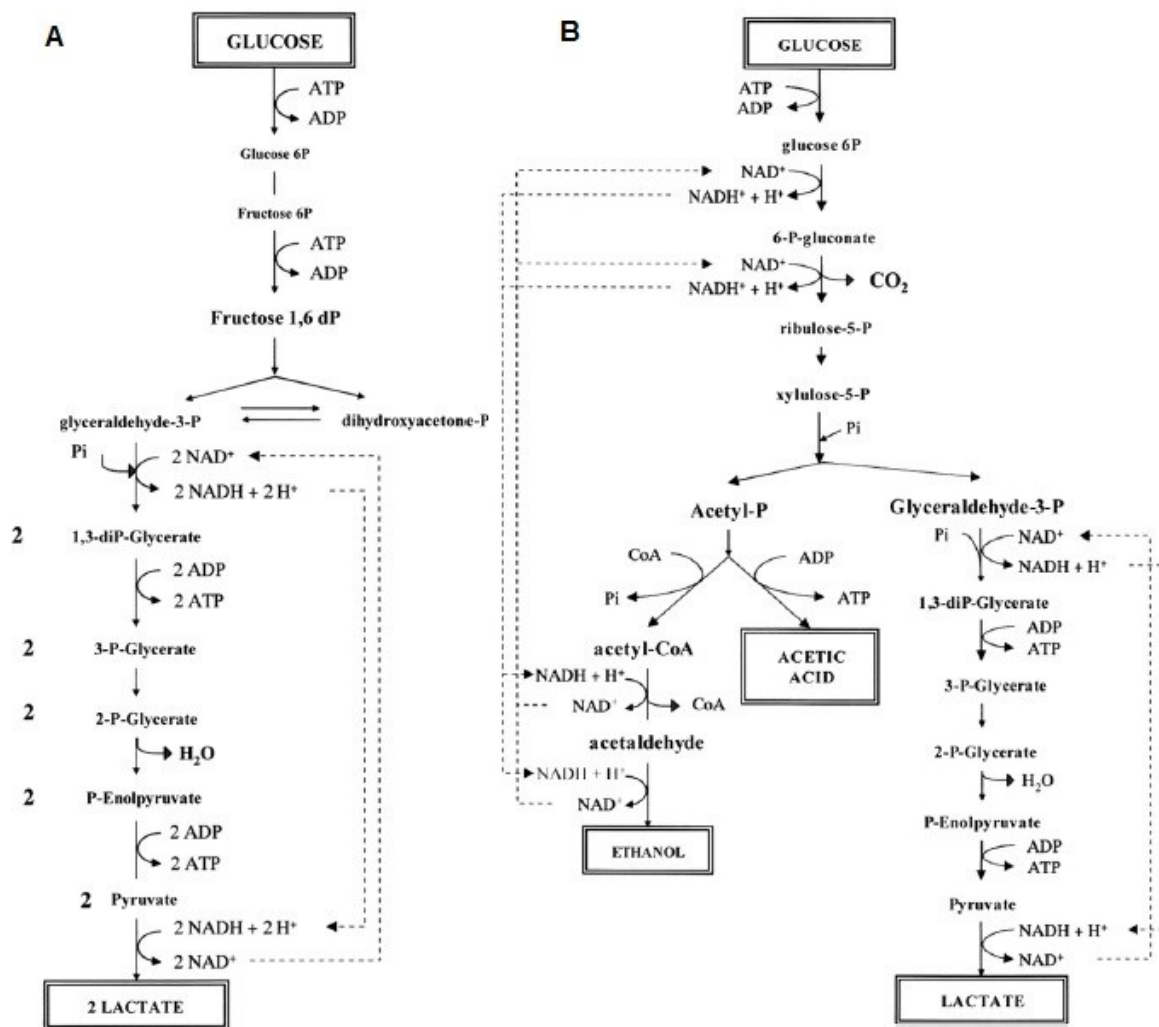 A
GLUCOSE
ATP
ADP
Glucose 6P
Fructose 6P
ATP
ADP
Fructose 1,6 dP
glyceraldehyde-3-P
dihydroxyacetone-P
Pi
2 NAD⁺
2 NADH + 2 H⁺
2 1,3-diP-Glycerate
2 ADP
2 ATP
2 3-P-Glycerate
2 2-P-Glycerate
H₂O
2 P-Enolpyruvate
2 ADP
2 ATP
2 Pyruvate
2 NADH + 2 H⁺
2 NAD⁺
2 LACTATE
B
GLUCOSE
ATP
ADP
glucose 6P
NAD⁺
NADH⁺ + H⁺
6-P-gluconate
NAD⁺
NADH⁺ + H⁺
CO₂
ribulose-5-P
xylulose-5-P
Pi
Acetyl-P
CoA
Pi
ADP
ATP
acetyl-CoA
ACETIC
ACID
NADH + H⁺
NAD⁺
CoA
acetaldehyde
NADH + H⁺
NAD⁺
ETHANOL
Glyceraldehyde-3-P
Pi
NAD⁺
NADH + H⁺
1,3-diP-Glycerate
ADP
ATP
3-P-Glycerate
2-P-Glycerate
H₂O
P-Enolpyruvate
ADP
ATP
Pyruvate
NADH + H⁺
NAD⁺
LACTATE